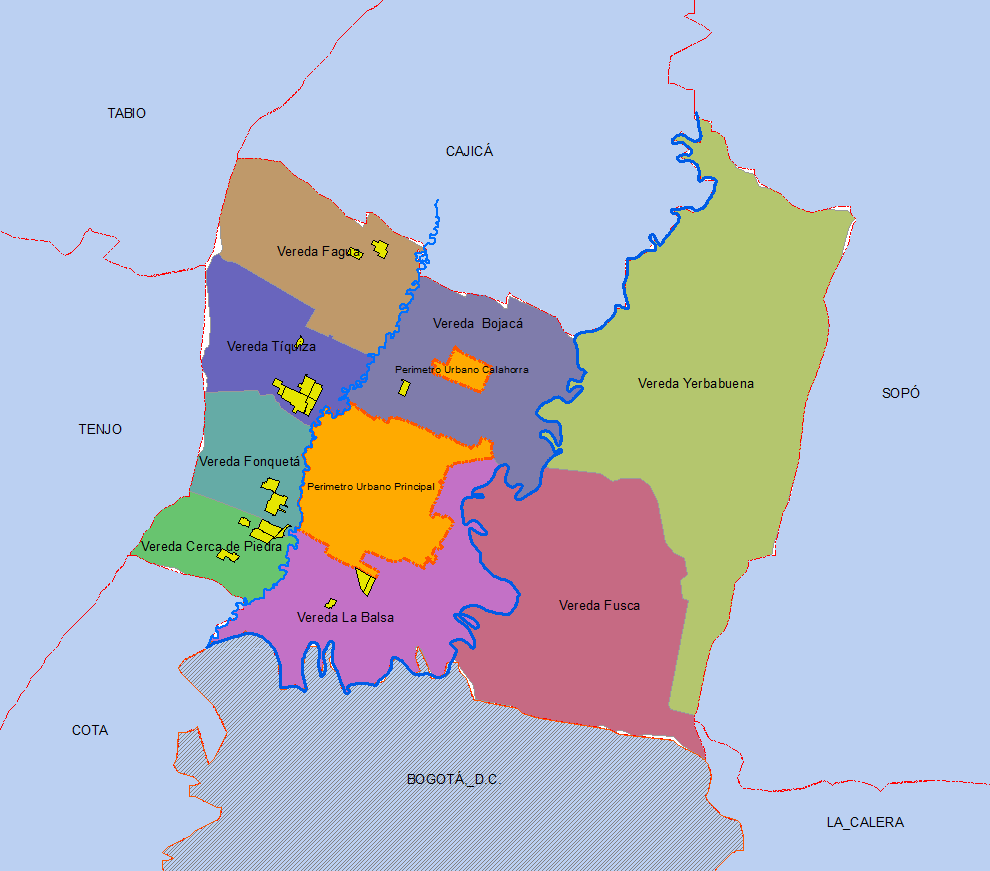 TABIO
CAJICÁ
Vereda Fagua
Vereda Bojacá
Vereda Tíquiza
Perimetro Urbano Calahorra
Vereda Yerbabuena
SOPÓ
TENJO
Vereda Fonquetá
Perimetro Urbano Principal
Vereda Cerca de Piedra
Vereda Fusca
Vereda La Balsa
COTA
BOGOTÁ_D.C.
LA_CALERA